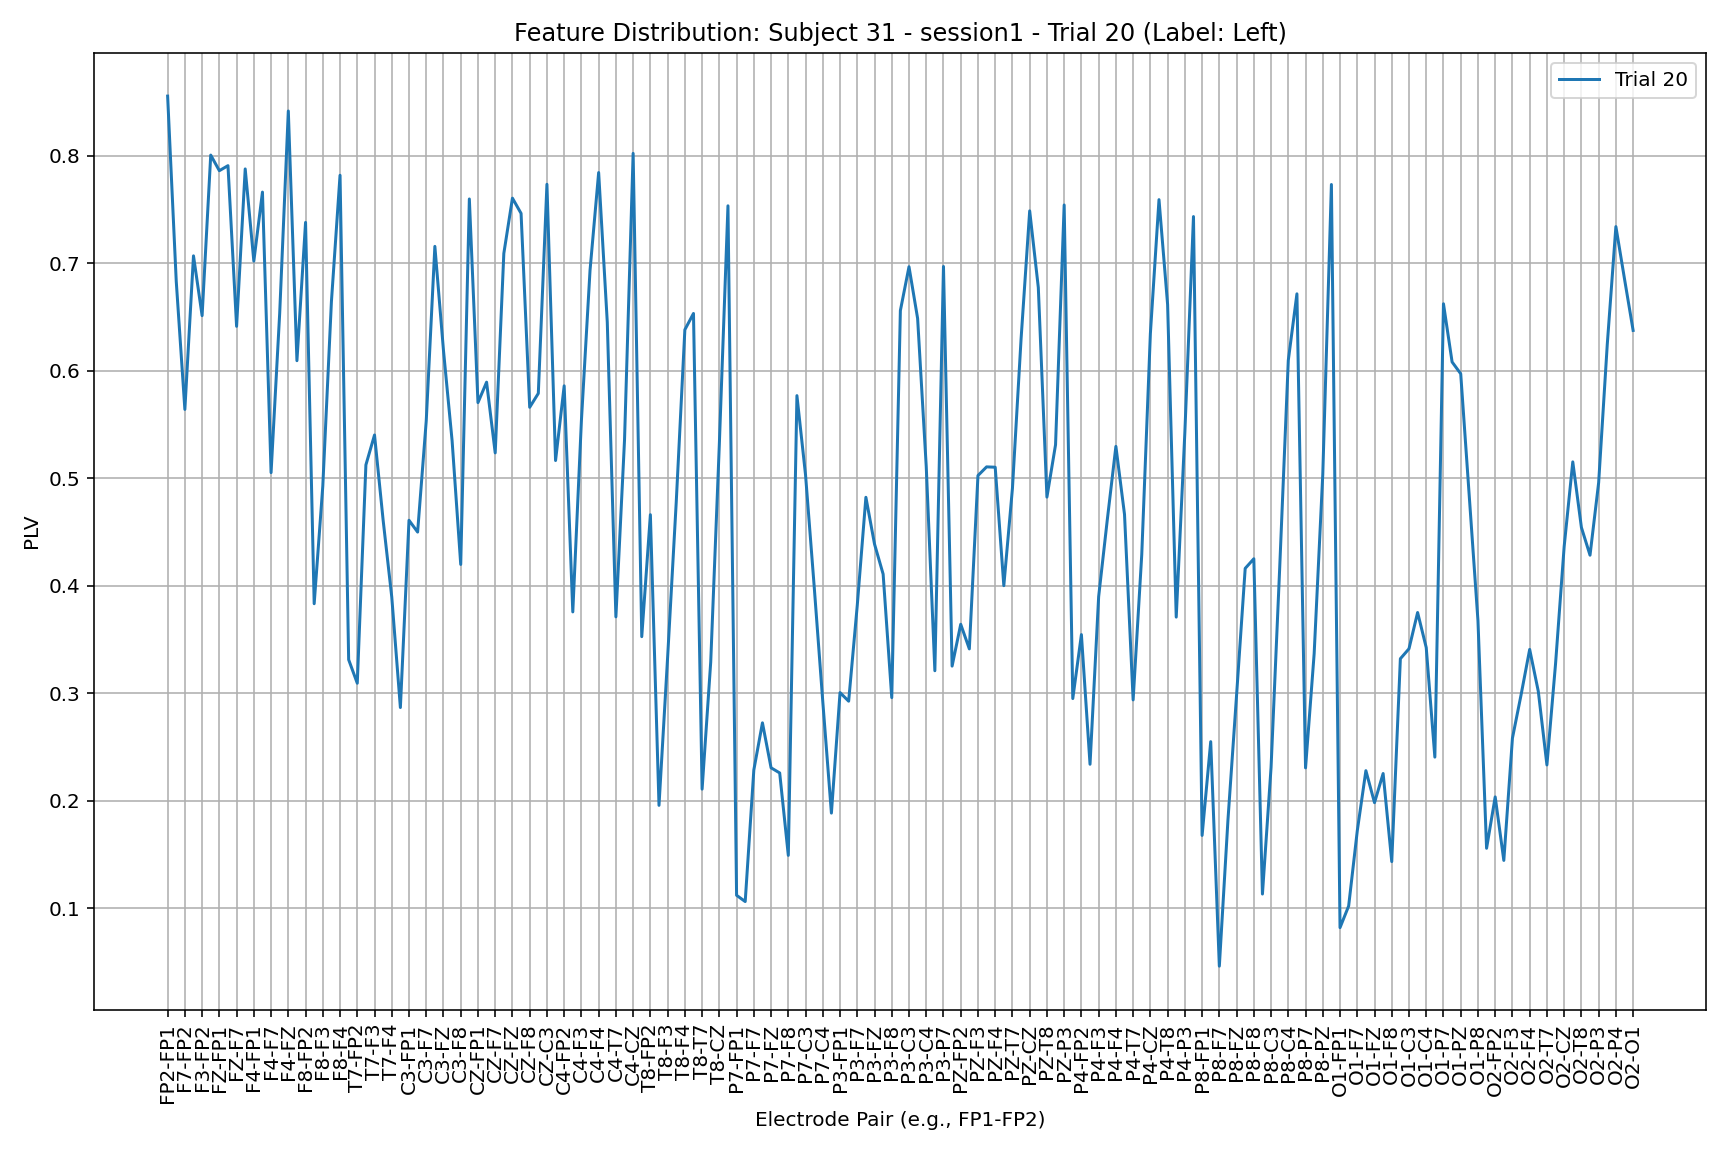 Feature Distribution: Subject 31 - session1 - Trial 20 (Label: Left)
Trial 20
PLV
0.8
0.7
0.6
0.5
0.4
0.3
0.2
0.1
FP2-FP1
F7-FP2
F3-FP2
FZ-FP1
FZ-F7
F4-FP1
F4-F7
F4-FZ
F8-FP2
F8-F3
F8-F4
T7-FP2
T7-F3
T7-F4
C3-FP1
C3-F7
C3-FZ
C3-F8
CZ-FP1
CZ-F7
CZ-FZ
CZ-F8
CZ-C3
C4-FP2
C4-F3
C4-F4
C4-T7
C4-CZ
T8-FP2
T8-F3
T8-F4
T8-T7
T8-CZ
P7-FP1
P7-F7
P7-FZ
P7-F8
P7-C3
P7-C4
P3-FP1
P3-F7
P3-FZ
P3-F8
P3-C3
P3-C4
P3-P7
PZ-FP2
PZ-F3
PZ-F4
PZ-T7
PZ-CZ
PZ-T8
PZ-P3
P4-FP2
P4-F3
P4-F4
P4-T7
P4-CZ
P4-T8
P4-P3
P8-FP1
P8-F7
P8-FZ
P8-F8
P8-C3
P8-C4
P8-P7
P8-PZ
O1-FP1
O1-F7
O1-FZ
O1-F8
O1-C3
O1-C4
O1-P7
O1-PZ
O1-P8
O2-FP2
O2-F3
O2-F4
O2-T7
O2-CZ
O2-T8
O2-P3
O2-P4
O2-O1
Electrode Pair (e.g., FP1-FP2)